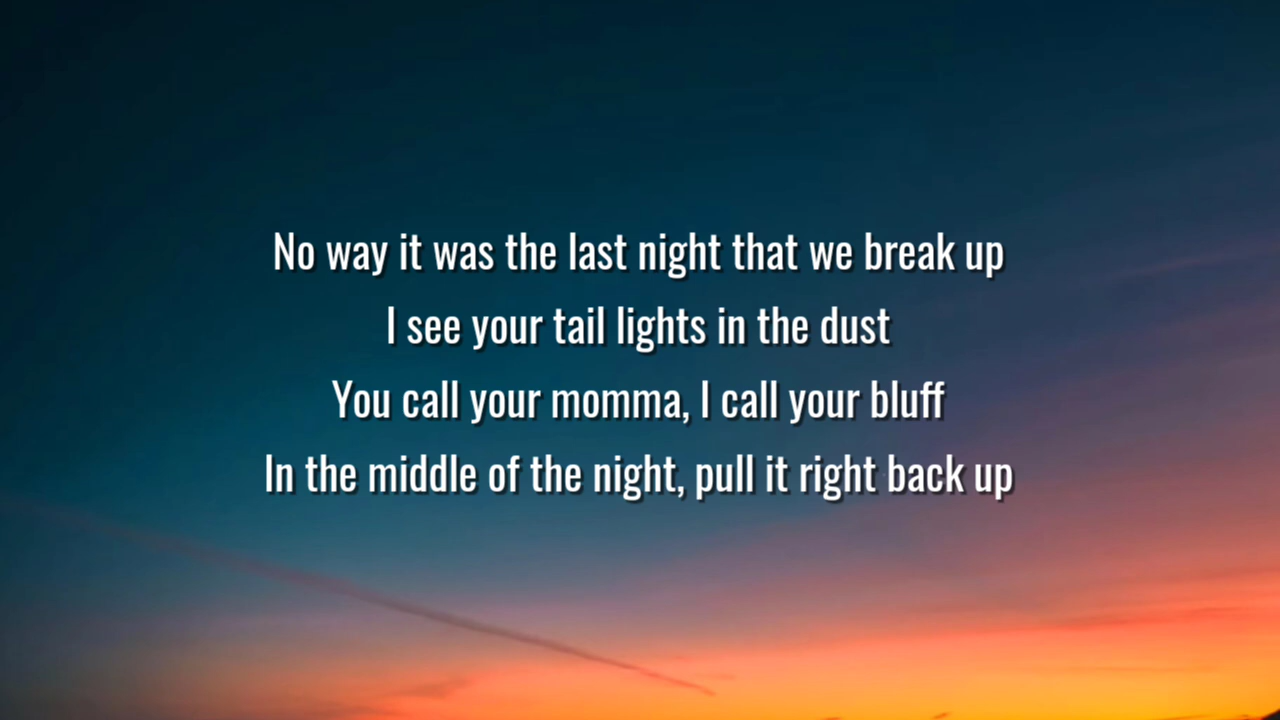 No way it was the last night that we break up
I see your tail lights in the dust
You call your momma, I call your bluff
In the middle of the night, pull it right back up